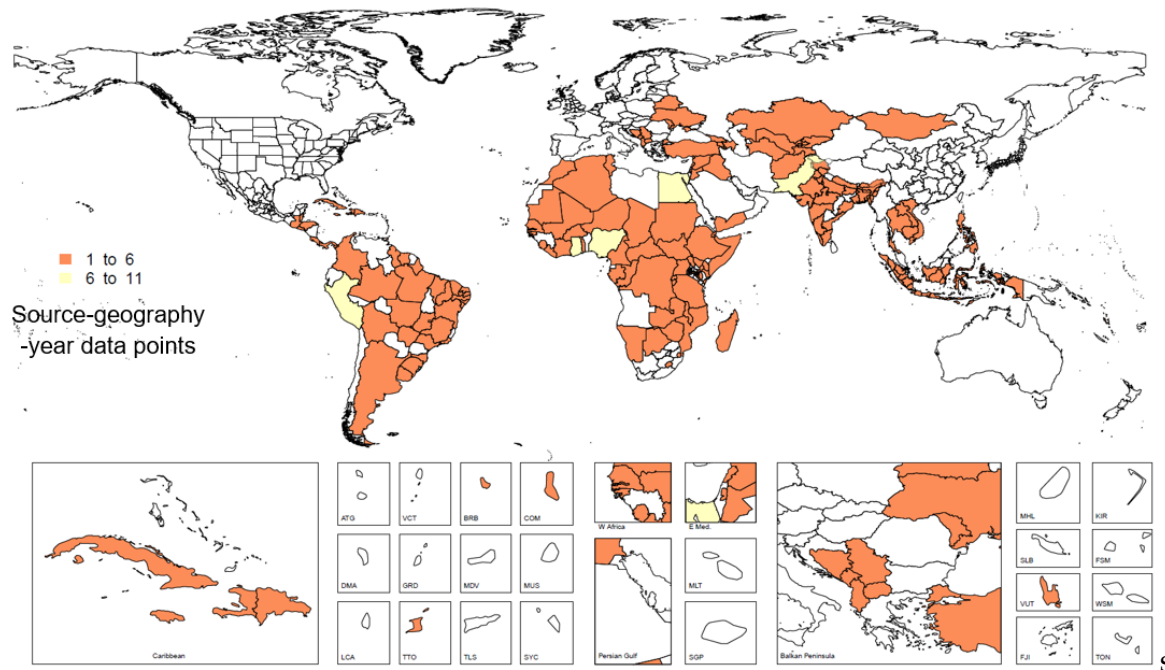 1 to 6
6 to 11
Source-geography
-year data points
Caribbean
ATG
VCT
BRB
COM
DMA
GRD
MDV
MUS
LCA
TTO
TLS
SYC
W Africa
E Med.
Persian Gulf
MLT
SGP
Balkan Peninsula
MHL
KIR
SLB
FSM
VUT
WSM
FJI
TON
s